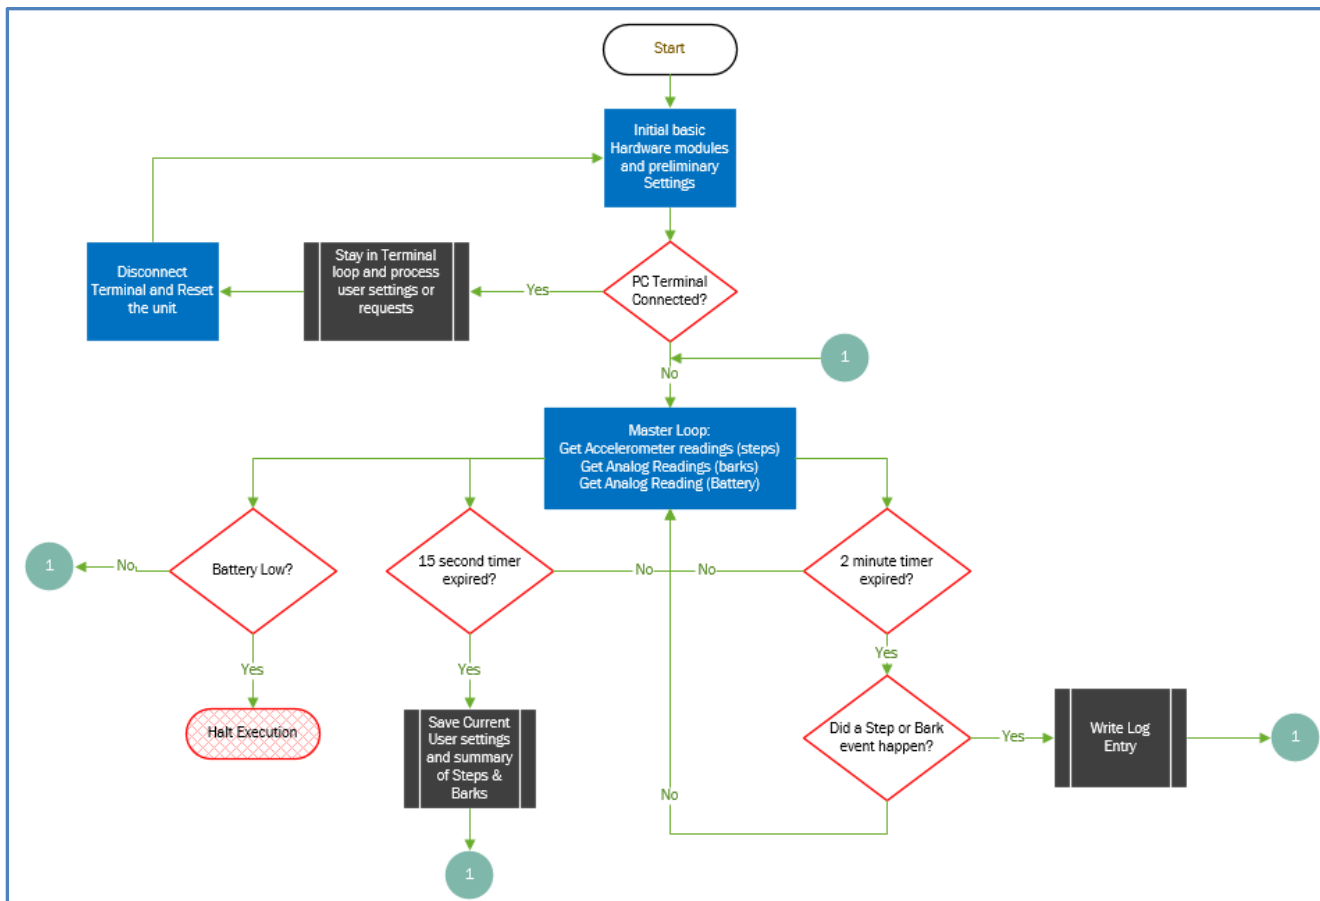 Start
Initial basic
Hardware modules
and preliminary
Settings
Disconnect
Terminal and Reset
the unit
Stay in Terminal
loop and process
user settings or
requests
Yes
PC Terminal
Connected?
1
No
Master Loop:
Get Accelerometer readings (steps)
Get Analog Readings (barks)
Get Analog Reading (Battery)
1
No
Battery Low?
15 second timer
expired?
No
No
2 minute timer
expired?
Yes
Yes
Yes
Halt Execution
Save Current
User settings
and summary
of Steps &
Barks
Did a Step or Bark
event happen?
Yes
Write Log
Entry
1
No
1